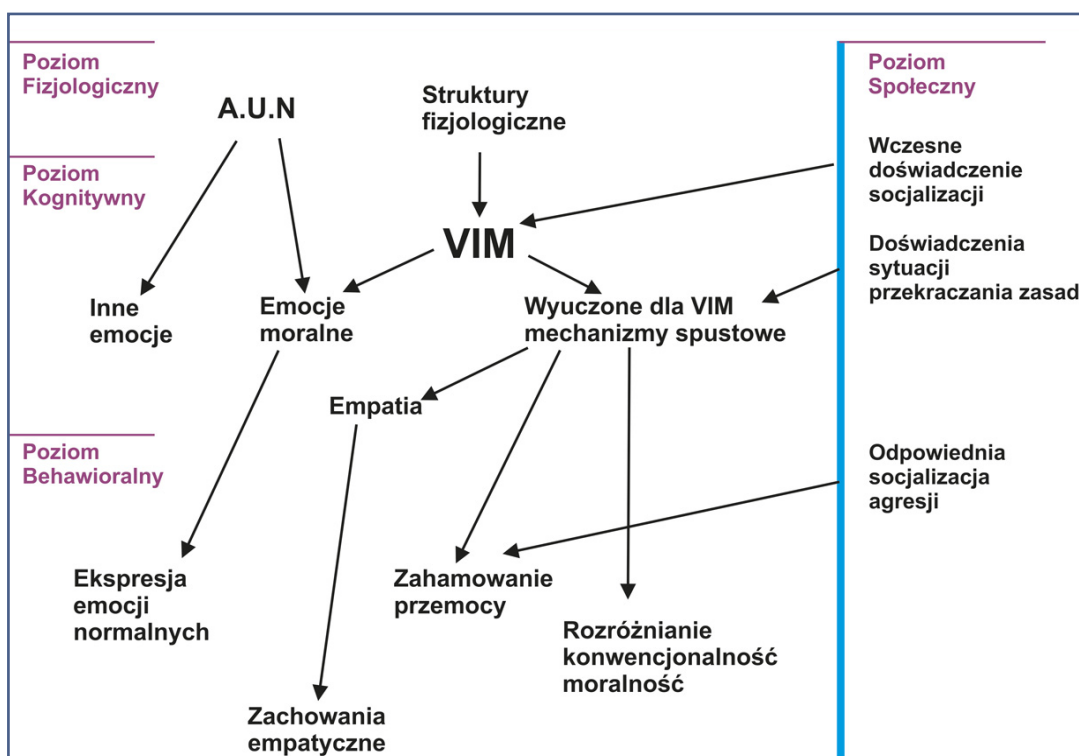 Poziom
Fizjologiczny
A.U.N
Struktury
fizjologiczne
Poziom
Społeczny
Poziom
Kognitywny
Wczesne
doświadczenie
socjalizacji
VIM
Doświadczenia
sytuacji
przekraczania zasad
Inne
emocje
Emocje
moralne
Wyuczone dla VIM
mechanizmy spustowe
Empatia
Poziom
Behawioralny
Odpowiednia
socjalizacja
agresji
Ekspresja
emocji
normalnych
Zahamowanie
przemocy
Rozróżnianie
konwencjonalność
moralność
Zachowania
empatyczne